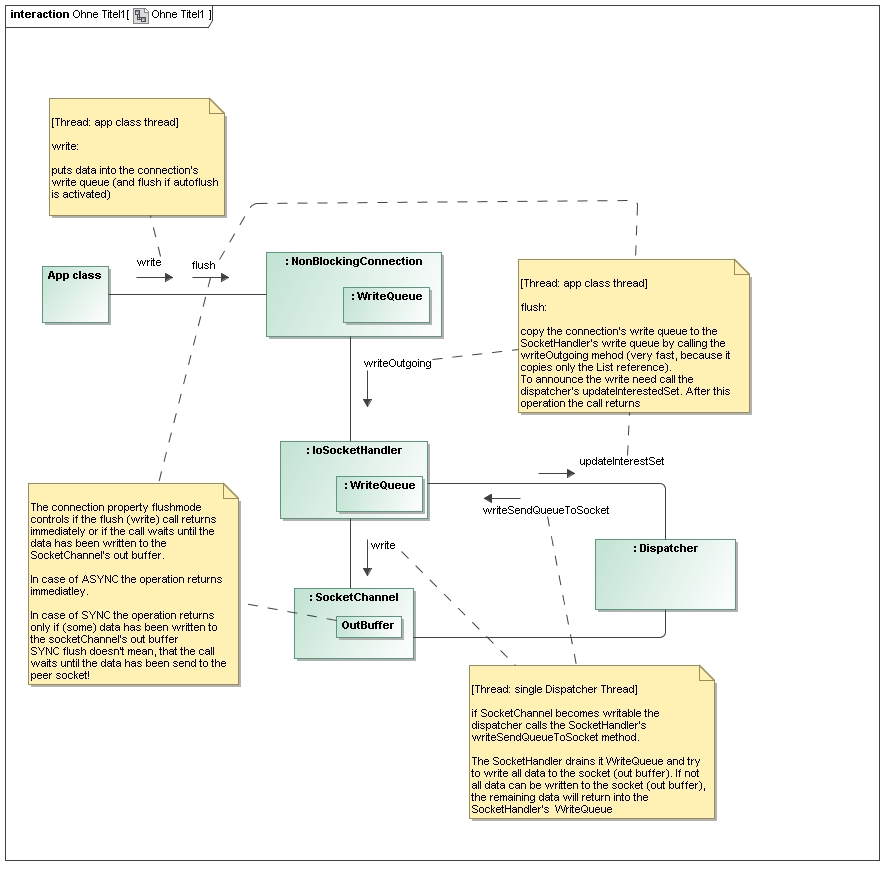 interaction Ohne Titel1[ Ohne Titel1 ]
[Thread: app class thread]
write:
puts data into the connection's
write queue (and flush if autoflush
is activated)
write
flush
App class
: NonBlockingConnection
: WriteQueue
[Thread: app class thread]
flush:
copy the connection's write queue to the
SocketHandler's write queue by calling the
writeOutgoing mehod (very fast, because it
copies only the List reference).
To announce the write need call the
dispatcher's updateInterestedSet. After this
operation the call returns
writeOutgoing
: IoSocketHandler
: WriteQueue
updateInterestSet
writeSendQueueToSocket
The connection property flushmode
controls if the flush (write) call returns
immediately or if the call waits until the
data has been written to the
SocketChannel's out buffer.
In case of ASYNC the operation returns
immediatley.
In case of SYNC the operation returns
only if (some) data has been written to
the socketChannel's out buffer
SYNC flush doesn't mean, that the call
waits until the data has been send to the
peer socket!
write
: Dispatcher
: SocketChannel
OutBuffer
[Thread: single Dispatcher Thread]
if SocketChannel becomes writable the
dispatcher calls the SocketHandler's
writeSendQueueToSocket method.
The SocketHandler drains it WriteQueue and try
to write all data to the socket (out buffer). If not
all data can be written to the socket (out buffer),
the remaining data will return into the
SocketHandler's  WriteQueue